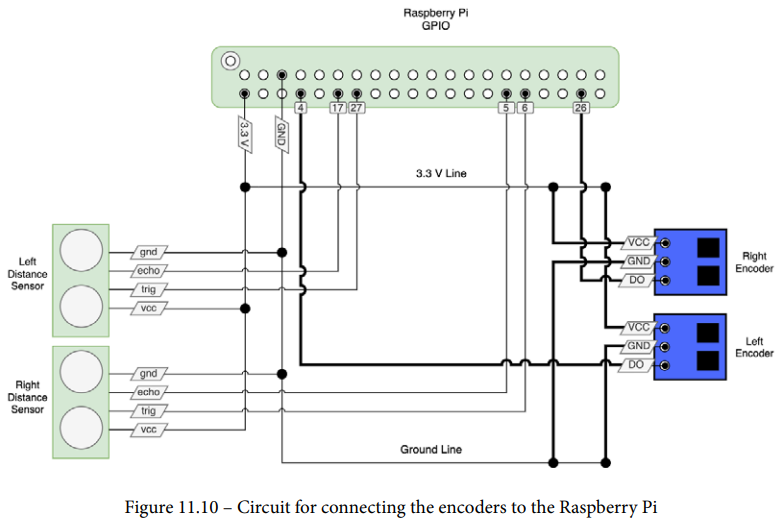 Raspberry Pi
GPIO
4
17
27
5
6
26
3.3 V
GND
3.3 V Line
Left
Distance
Sensor
gnd
echo
trig
vcc
VCC
GND
DO
Right
Encoder
VCC
GND
DO
Left
Encoder
Right
Distance
Sensor
gnd
echo
trig
vcc
Ground Line
Figure 11.10 – Circuit for connecting the encoders to the Raspberry Pi